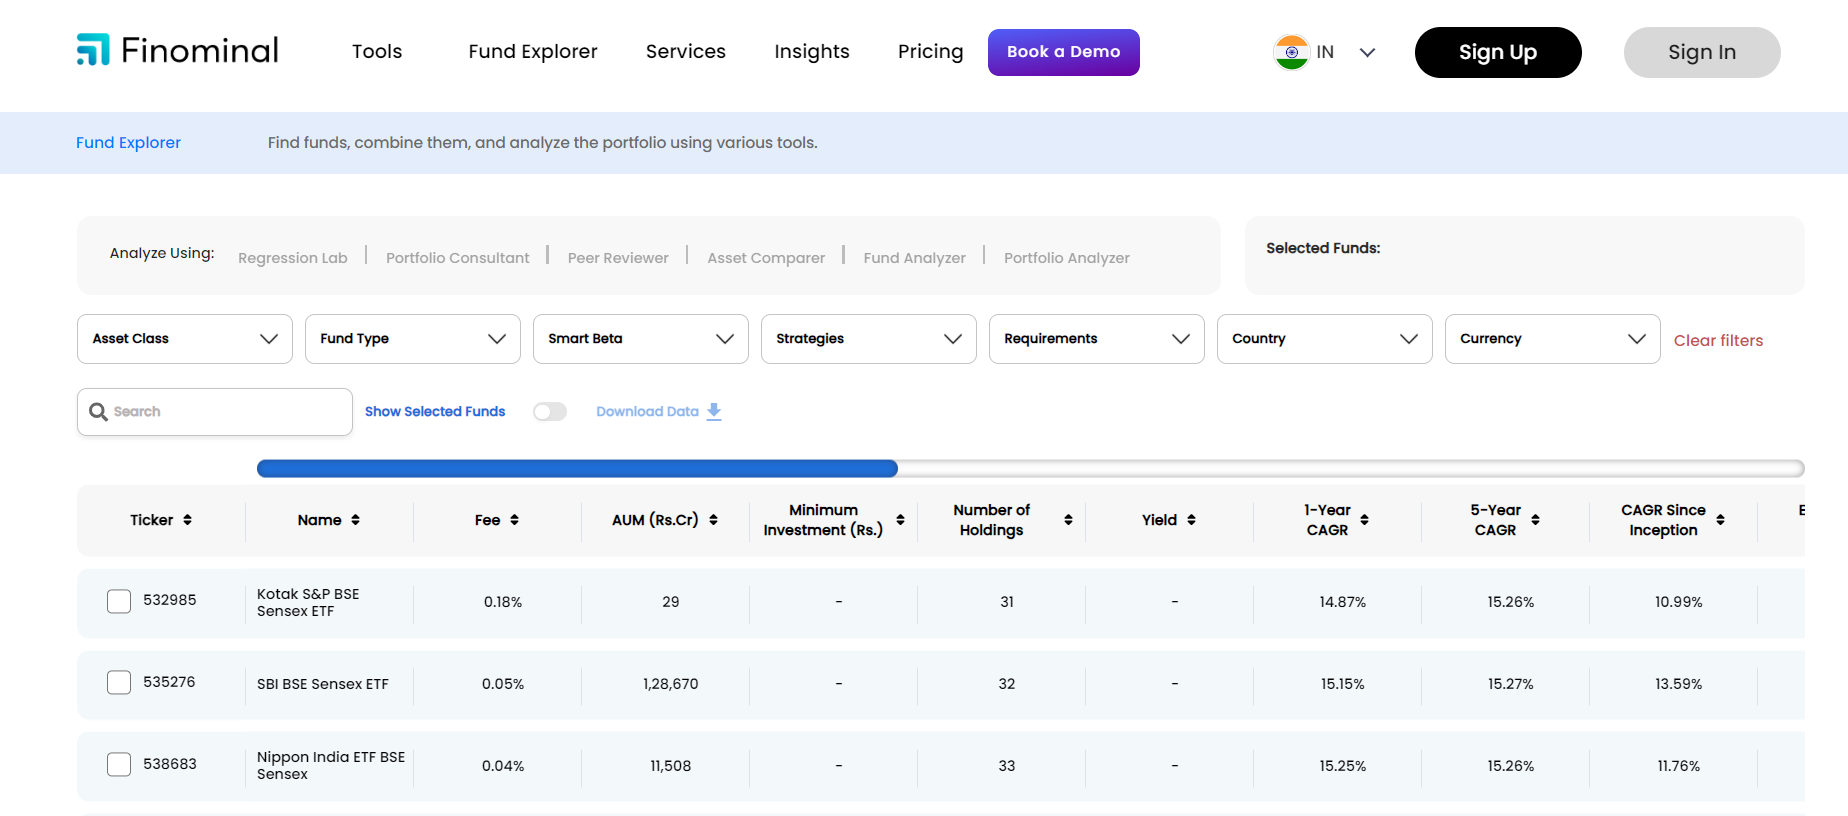 Finominal
Tools
Fund Explorer
Services
Insights
Pricing
Book a Demo
IN
Sign Up
Sign In
Fund Explorer
Find funds, combine them, and analyze the portfolio using various tools.
Analyze Using:
Regression Lab
Portfolio Consultant
Peer Reviewer
Asset Comparer
Fund Analyzer
Portfolio Analyzer
Selected Funds:
Asset Class
Fund Type
Smart Beta
Strategies
Requirements
Country
Currency
Clear filters
Search
Show Selected Funds
Download Data
Ticker
Name
Fee
AUM (Rs.Cr)
Minimum
Investment (Rs.)
Number of
Holdings
Yield
1-Year
CAGR
5-Year
CAGR
CAGR Since
Inception
532985
Kotak S&P BSE
Sensex ETF
0.18%
29
-
31
-
14.87%
15.26%
10.99%
535276
SBI BSE Sensex ETF
0.05%
1,28,670
-
32
-
15.15%
15.27%
13.59%
538683
Nippon India ETF BSE
Sensex
0.04%
11,508
-
33
-
15.25%
15.26%
11.76%